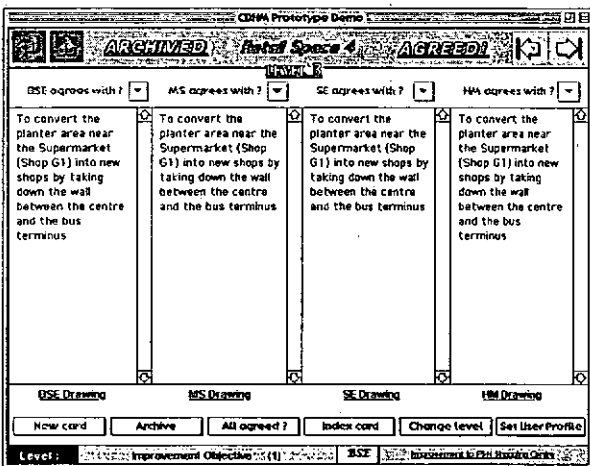 CDHM Prototype Demo
ARCHIVED! Retail Space 4 AGREED!
LEVEL 3
BSE agrees with ? MS agrees with ? SE agrees with ? HM agrees with ?
To convert the
planter area near
the Supermarket
(Shop G1) into new
shops by taking
down the wall
between the centre
and the bus
terminus
To convert the
planter area near the
Supermarket (Shop
G1) into new shops by
taking down the wall
between the centre
and the bus terminus
To convert the
planter area near the
Supermarket (Shop
G1) into new shops by
taking down the wall
between the centre
and the bus terminus
To convert the
planter area near
the Supermarket
(Shop G1) into new
shops by taking
down the wall
between the centre
and the bus
terminus
BSE Drawing MS Drawing SE Drawing HM Drawing
New card Archive All agreed ? Index card Change level Set User Profile
Level: Improvement Objective (1) BSE Improvement to Shopping Centre